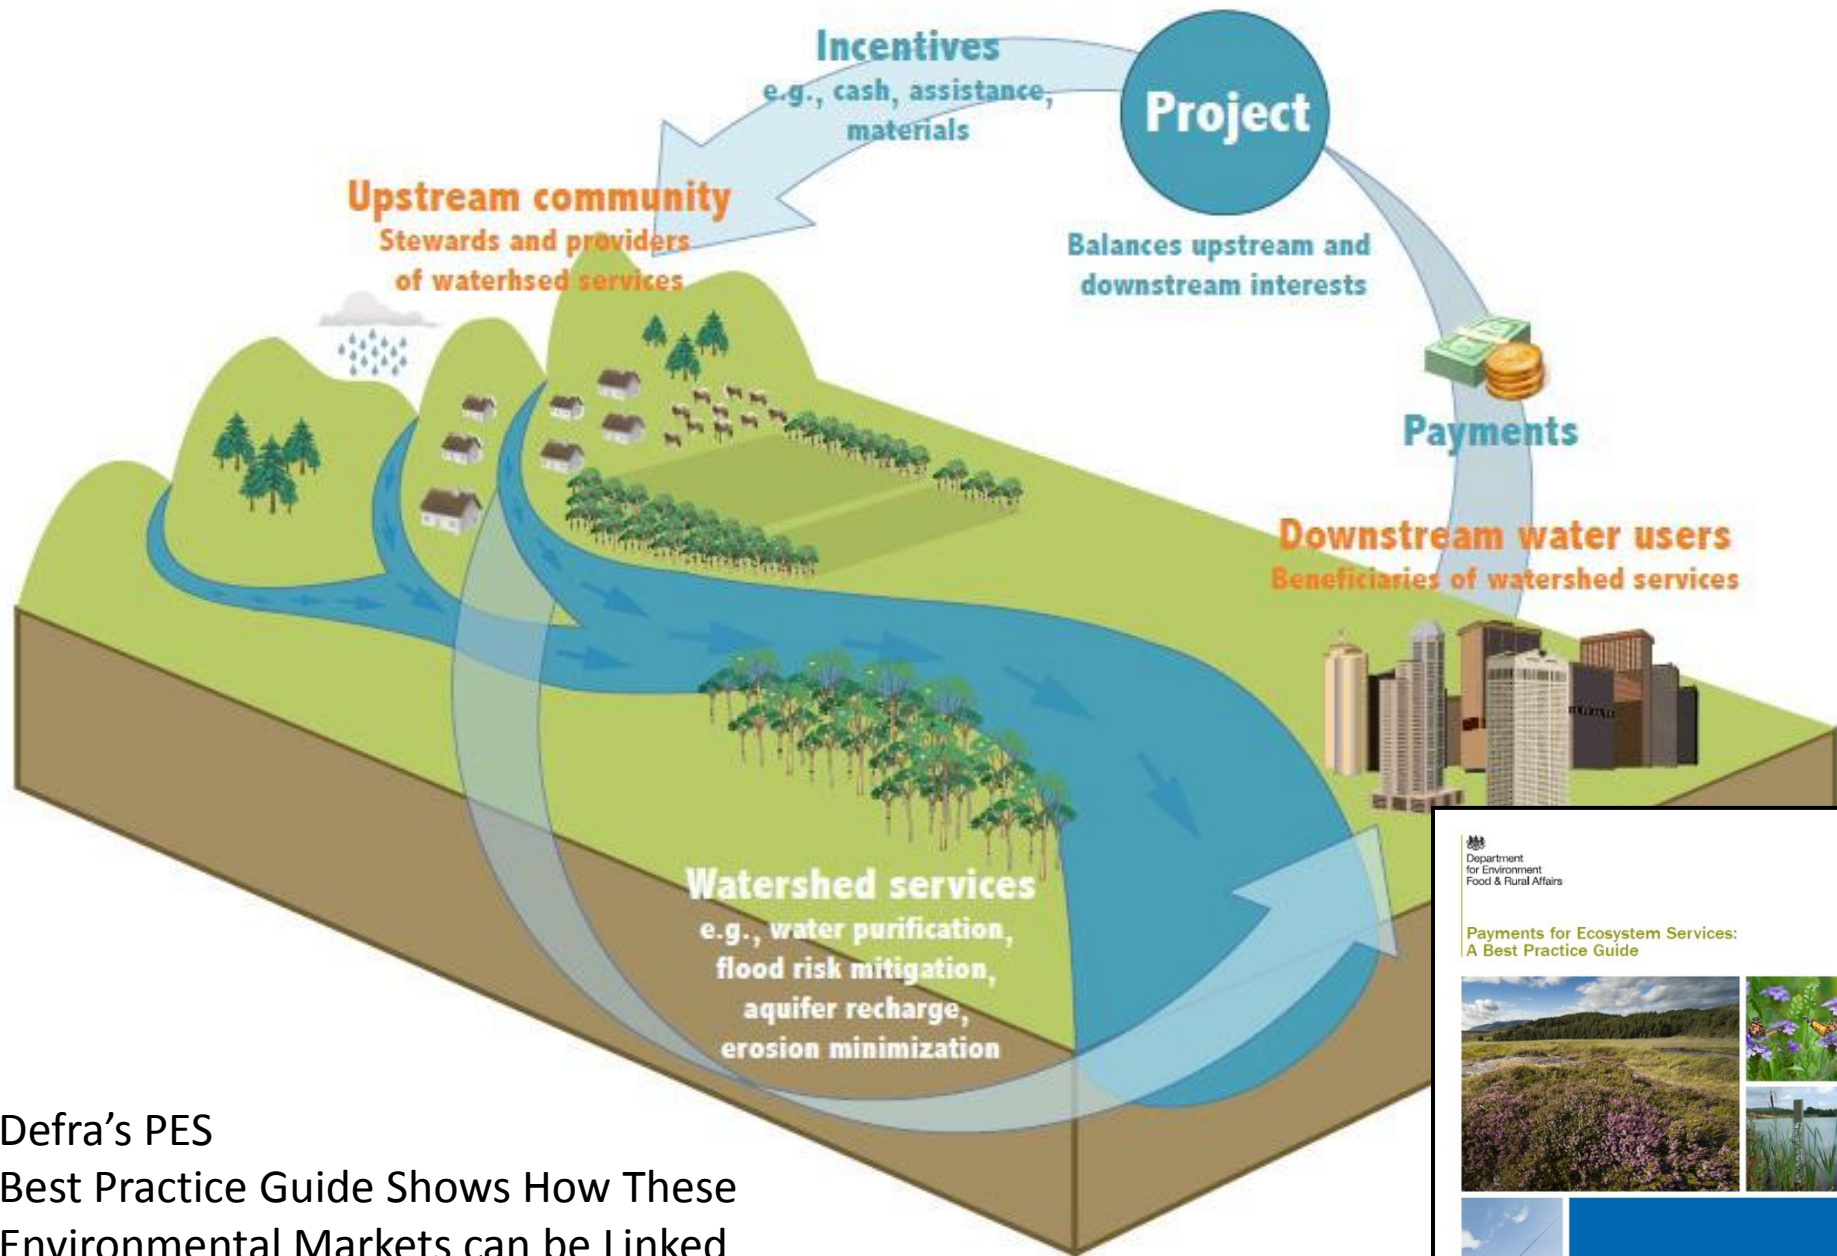 Incentives
e.g., cash, assistance,
materials
Project
Balances upstream and
downstream interests
Upstream community
Stewards and providers
of waterhsed services
Payments
Downstream water users
Beneficiaries of watershed services
Watershed services
e.g., water purification,
flood risk mitigation,
aquifer recharge,
erosion minimization
Department
for Environment
Food & Rural Affairs
Payments for Ecosystem Services:
A Best Practice Guide
Defra’s PES
Best Practice Guide Shows How These
Environmental Markets can be Linked